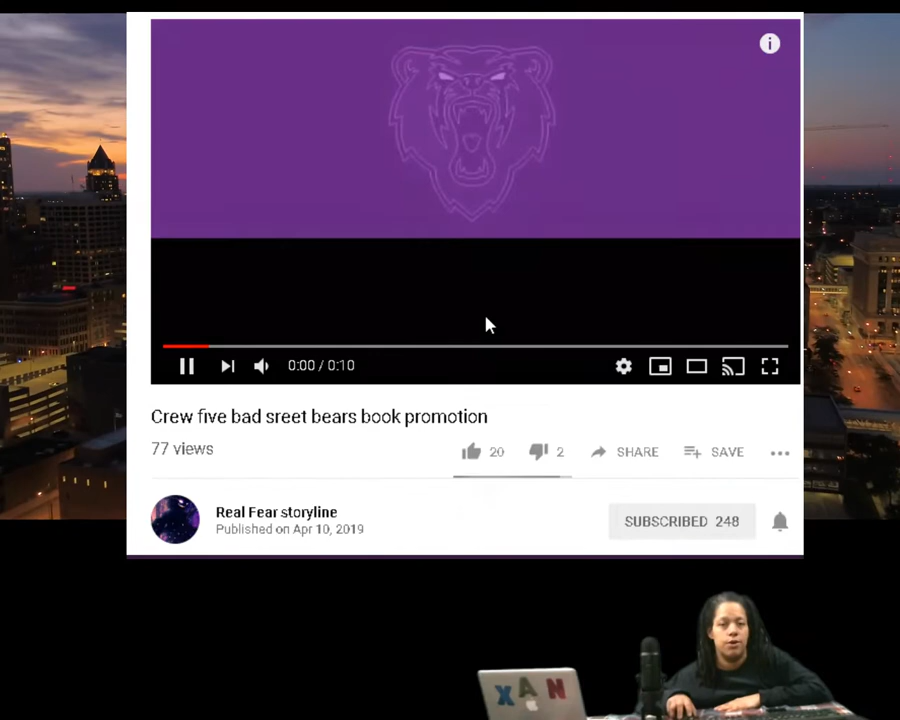 0:00 / 0:10
Crew five bad sreet bears book promotion
77 views
20
2
SHARE
SAVE
Real Fear storyline
Published on Apr 10, 2019
SUBSCRIBED 248
XAN